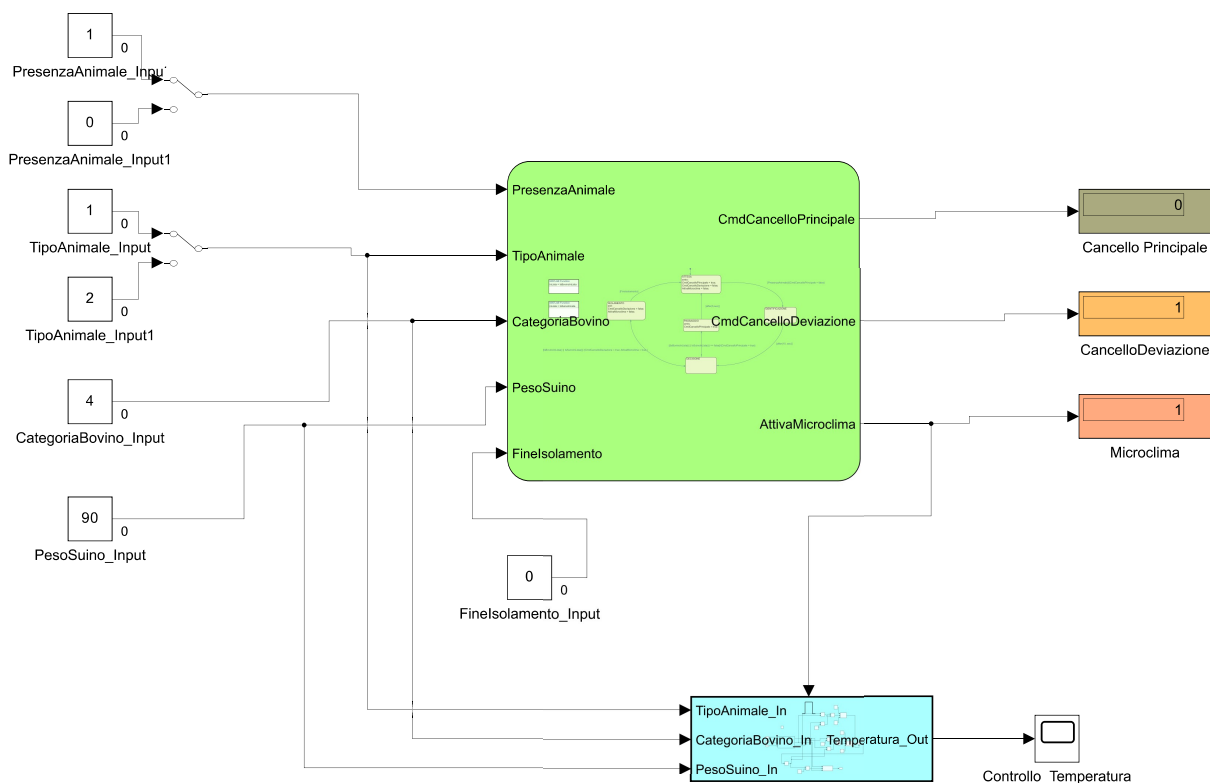 1
0
PresenzaAnimale_Input
0
0
PresenzaAnimale_Input1
1
0
TipoAnimale_Input
2
0
TipoAnimale_Input1
4
0
CategoriaBovino_Input
90
0
PesoSuino_Input
PresenzaAnimale
TipoAnimale
CategoriaBovino
PesoSuino
FineIsolamento
CmdCancelloPrincipale
CmdCancelloDeviazione
AttivaMicroclima
0
Cancello Principale
1
CancelloDeviazione
1
Microclima
0
0
FineIsolamento_Input
TipoAnimale_In
CategoriaBovino_In
PesoSuino_In
Temperatura_Out
Controllo_Temperatura